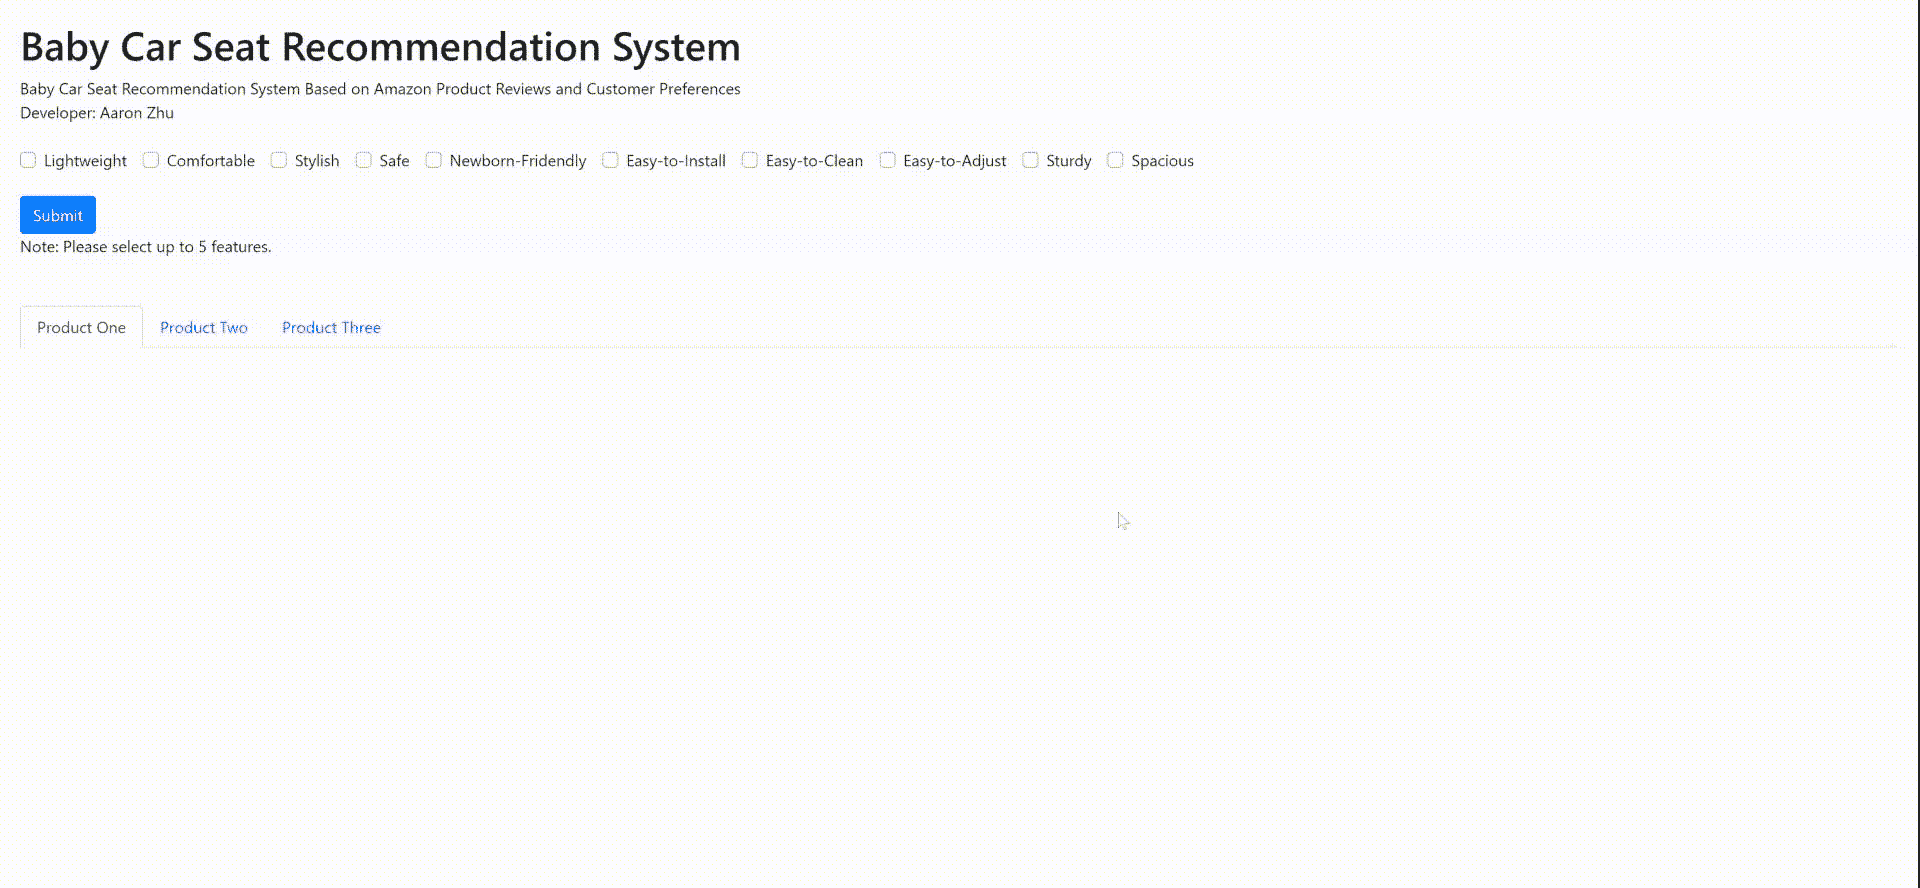 Baby Car Seat Recommendation System
Baby Car Seat Recommendation System Based on Amazon Product Reviews and Customer Preferences
Developer: Aaron Zhu
Lightweight Comfortable Stylish Safe Newborn-Fridendly Easy-to-Install Easy-to-Clean Easy-to-Adjust Sturdy Spacious
Submit
Note: Please select up to 5 features.
Product One Product Two Product Three